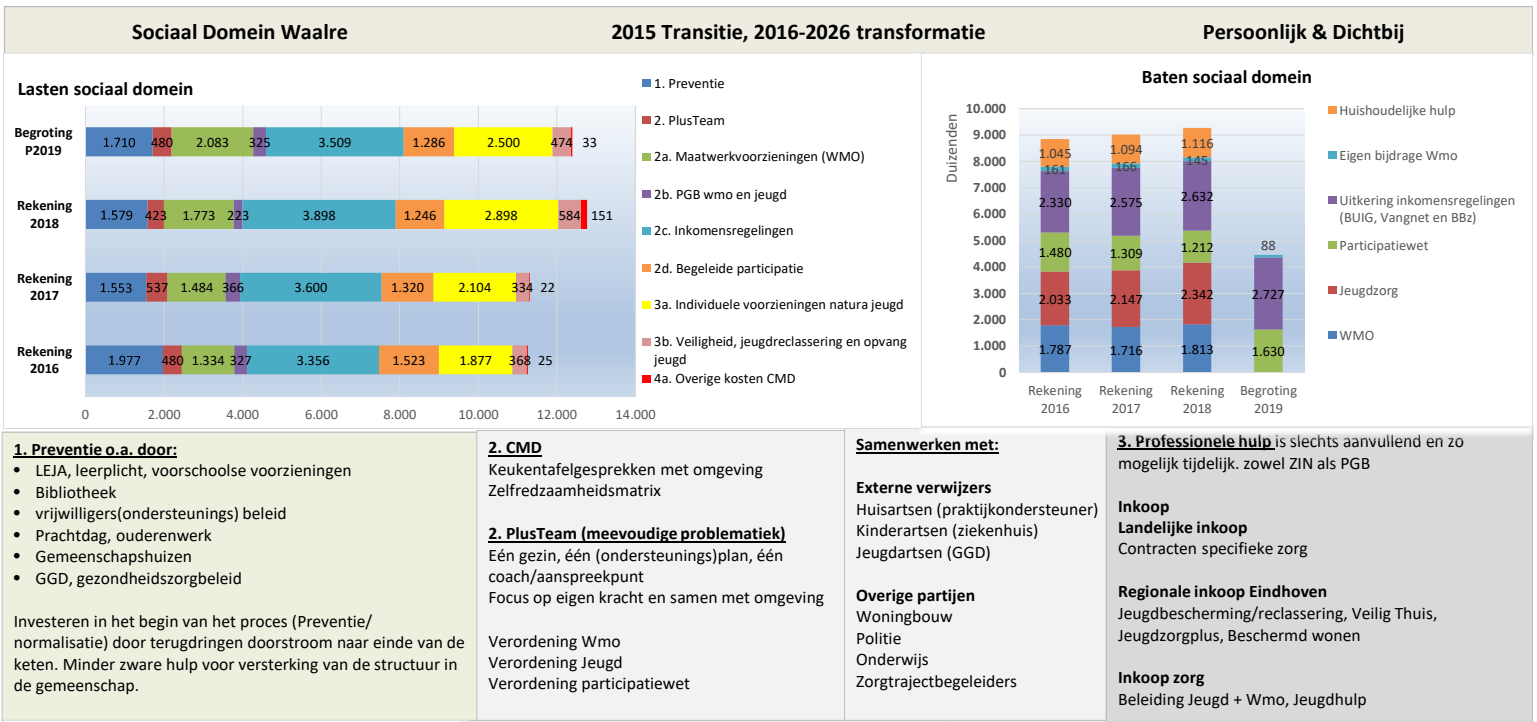 Sociaal Domein Waalre
2015 Transitie, 2016-2026 transformatie
Persoonlijk & Dichtbij
Lasten sociaal domein
Begroting
P2019
1.710 480 2.083 325 3.509 1.286 2.500 474 33
Rekening
2018
1.579 423 1.773 223 3.898 1.246 2.898 584 151
Rekening
2017
1.553 537 1.484 366 3.600 1.320 2.104 334 22
Rekening
2016
1.977 480 1.334 327 3.356 1.523 1.877 368 25
0 2.000 4.000 6.000 8.000 10.000 12.000 14.000
1. Preventie
2. PlusTeam
2a. Maatwerkvoorzieningen (WMO)
2b. PGB wmo en jeugd
2c. Inkomensregelingen
2d. Begeleide participatie
3a. Individuele voorzieningen natura jeugd
3b. Veiligheid, jeugdreclassering en opvang
jeugd
4a. Overige kosten CMD
Baten sociaal domein
Duizenden
10.000
9.000
8.000
7.000
6.000
5.000
4.000
3.000
2.000
1.000
0
1.045 1.094 1.116
161 166 145
2.330 2.575 2.632 88
1.480 1.309 1.212 2.727
2.033 2.147 2.342
1.787 1.716 1.813 1.630
Rekening Rekening Rekening Begroting
2016 2017 2018 2019
Huishoudelijke hulp
Eigen bijdrage Wmo
Uitkering inkomensregelingen
(BUIG, Vangnet en BBz)
Participatiewet
Jeugdzorg
WMO
1. Preventie o.a. door:
• LEJA, leerplicht, voorschoolse voorzieningen
• Bibliotheek
• vrijwilligers(ondersteunings) beleid
• Prachtdag, ouderenwerk
• Gemeenschapshuizen
• GGD, gezondheidszorgbeleid
Investeren in het begin van het proces (Preventie/
normalisatie) door terugdringen doorstroom naar einde van de
keten. Minder zware hulp voor versterking van de structuur in
de gemeenschap.
2. CMD
Keukentafelgesprekken met omgeving
Zelfredzaamheidsmatrix
2. PlusTeam (meevoudige problematiek)
Eén gezin, één (ondersteunings)plan, één
coach/aanspreekpunt
Focus op eigen kracht en samen met omgeving
Verordening Wmo
Verordening Jeugd
Verordening participatiewet
Samenwerken met:
Externe verwijzers
Huisartsen (praktijkondersteuner)
Kinderartsen (ziekenhuis)
Jeugdartsen (GGD)
Overige partijen
Woningbouw
Politie
Onderwijs
Zorgtrajectbegeleiders
3. Professionele hulp is slechts aanvullend en zo
mogelijk tijdelijk. zowel ZIN als PGB
Inkoop
Landelijke inkoop
Contracten specifieke zorg
Regionale inkoop Eindhoven
Jeugdbescherming/reclassering, Veilig Thuis,
Jeugdzorgplus, Beschermd wonen
Inkoop zorg
Beleiding Jeugd + Wmo, Jeugdhulp